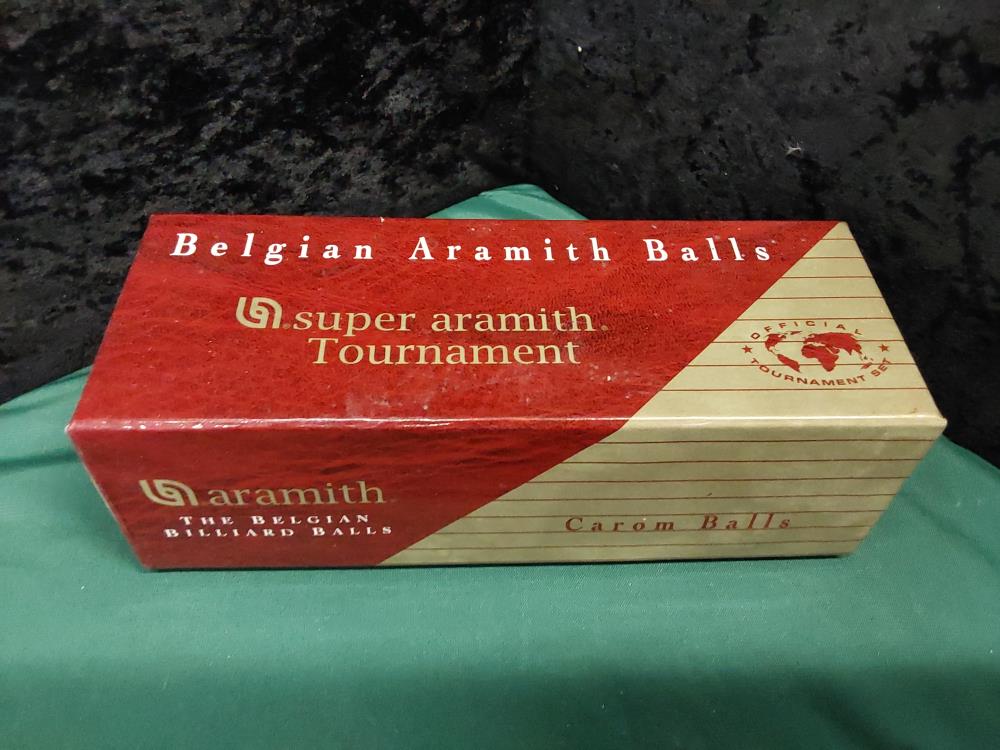 Belgian Aramith Balls
super aramith
Tournament
OFFICIAL
TOURNAMENT SET
aramith
THE BELGIAN
BILLIARD BALLS
Carom Balls